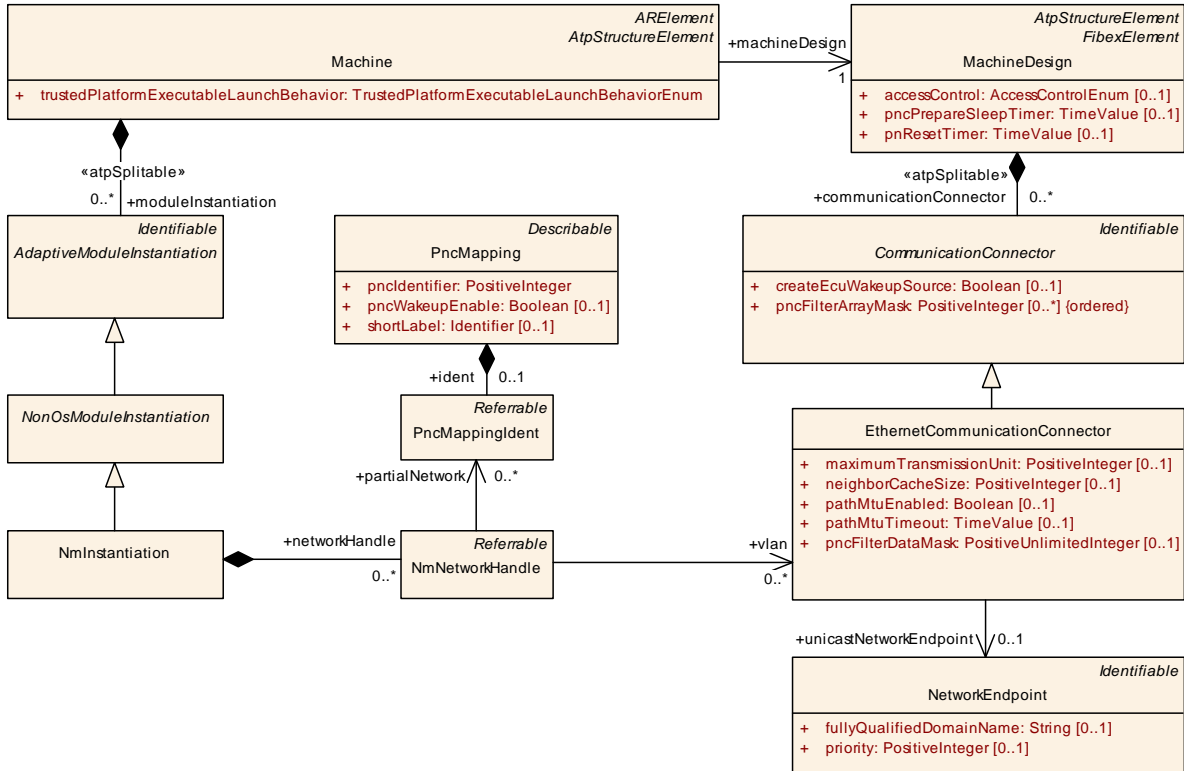 ARElement
AtpStructureElement
Machine
+ trustedPlatformExecutableLaunchBehavior: TrustedPlatformExecutableLaunchBehaviorEnum
+machineDesign
1
AtpStructureElement
FibexElement
MachineDesign
+ accessControl: AccessControlEnum [0..1]
+ pncPrepareSleepTimer: TimeValue [0..1]
+ pnResetTimer: TimeValue [0..1]
«atpSplitable»
0..*
+moduleInstantiation
«atpSplitable»
+communicationConnector
0..*
Identifiable
AdaptiveModuleInstantiation
Describable
PncMapping
+ pncIdentifier: PositiveInteger
+ pncWakeupEnable: Boolean [0..1]
+ shortLabel: Identifier [0..1]
Identifiable
CommunicationConnector
+ createEcuWakeupSource: Boolean [0..1]
+ pncFilterArrayMask: PositiveInteger [0..*] {ordered}
+ident
0..1
NonOsModuleInstantiation
Referrable
PncMappingIdent
+partialNetwork
0..*
EthernetCommunicationConnector
+ maximumTransmissionUnit: PositiveInteger [0..1]
+ neighborCacheSize: PositiveInteger [0..1]
+ pathMtuEnabled: Boolean [0..1]
+ pathMtuTimeout: TimeValue [0..1]
+ pncFilterDataMask: PositiveUnlimitedInteger [0..1]
NmInstantiation
+networkHandle
0..*
Referrable
NmNetworkHandle
+vlan
0..*
+unicastNetworkEndpoint
0..1
Identifiable
NetworkEndpoint
+ fullyQualifiedDomainName: String [0..1]
+ priority: PositiveInteger [0..1]